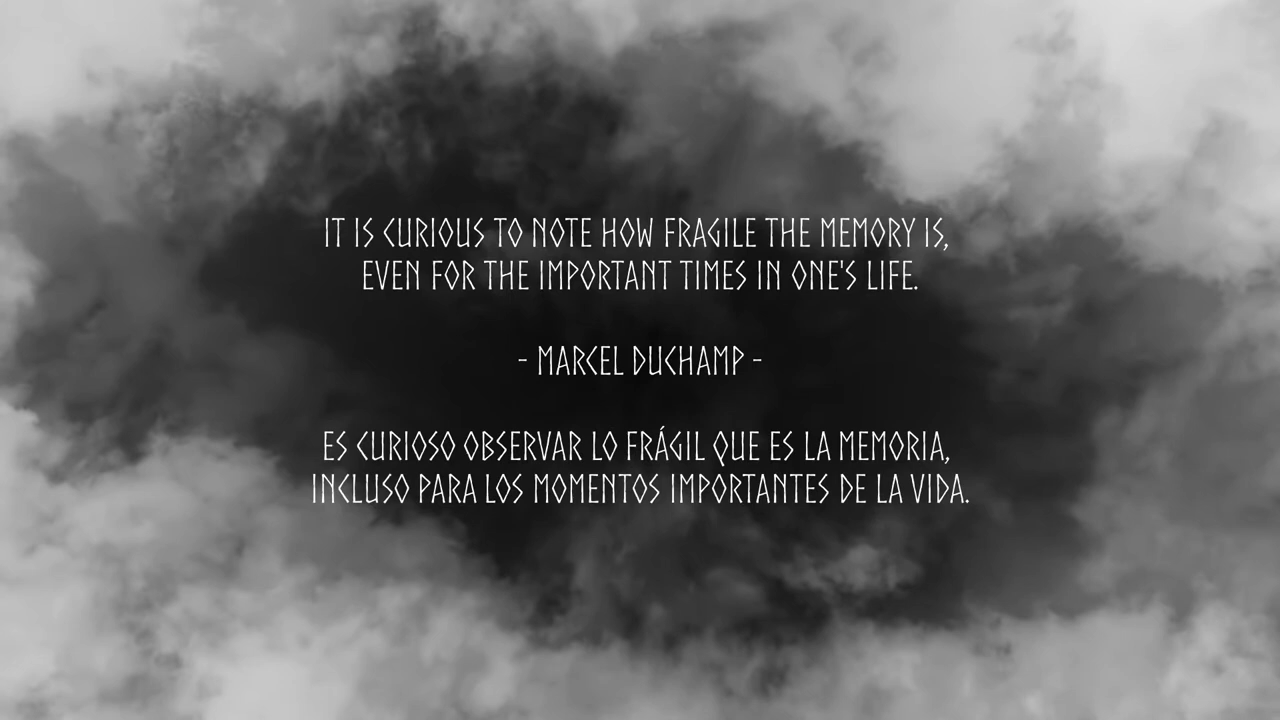 IT IS CURIOUS TO NOTE HOW FRAGILE THE MEMORY IS,
EVEN FOR THE IMPORTANT TIMES IN ONE'S LIFE.
- MARCEL DUCHAMP -
ES CURIOSO OBSERVAR LO FRÁGIL QUE ES LA MEMORIA,
INCLUSO PARA LOS MOMENTOS IMPORTANTES DE LA VIDA.